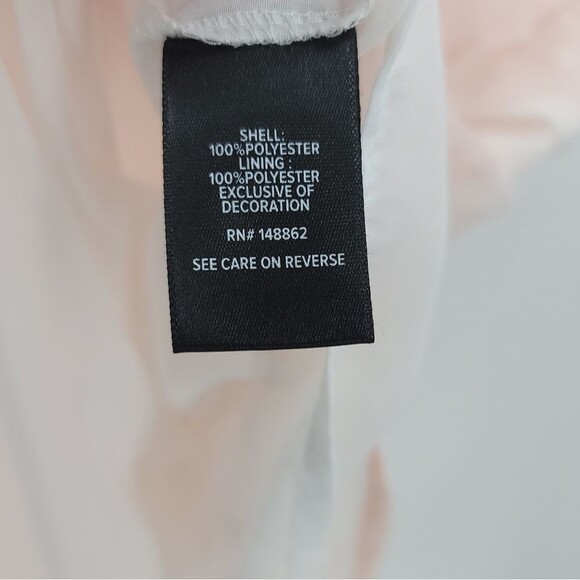 SHELL:
100%POLYESTER
LINING :
100%POLYESTER
EXCLUSIVE OF
DECORATION
RN# 148862
SEE CARE ON REVERSE